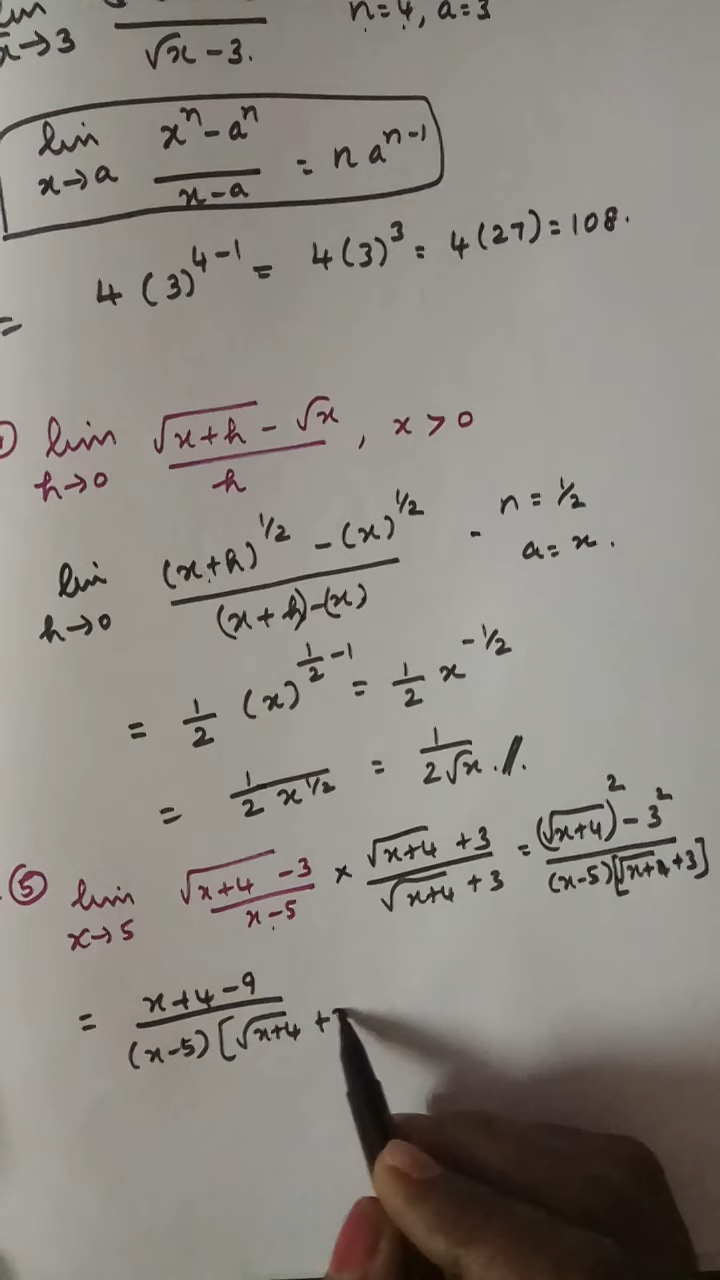 lim x→3 √x - 3. n=4, a=3
lim x→a (xⁿ - aⁿ)/(x - a) = n aⁿ⁻¹
= 4 (3)⁴⁻¹ = 4(3)³ = 4(27) = 108.
lim h→0 (√(x+h) - √x)/h , x > 0
lim h→0 ((x+h)^1/2 - (x)^1/2)/((x+h)-(x)) - n = 1/2
a = x.
= 1/2 (x)^(1/2 - 1) = 1/2 x^-1/2
= 1/(2 x^1/2) = 1/(2√x) .//.
⑤ lim x→5 (√(x+4) - 3)/(x-5) × (√(x+4) + 3)/(√(x+4) + 3) = ((√(x+4))² - 3²)/((x-5)[√(x+4) + 3)]
= (x+4-9)/((x-5)[√(x+4) +